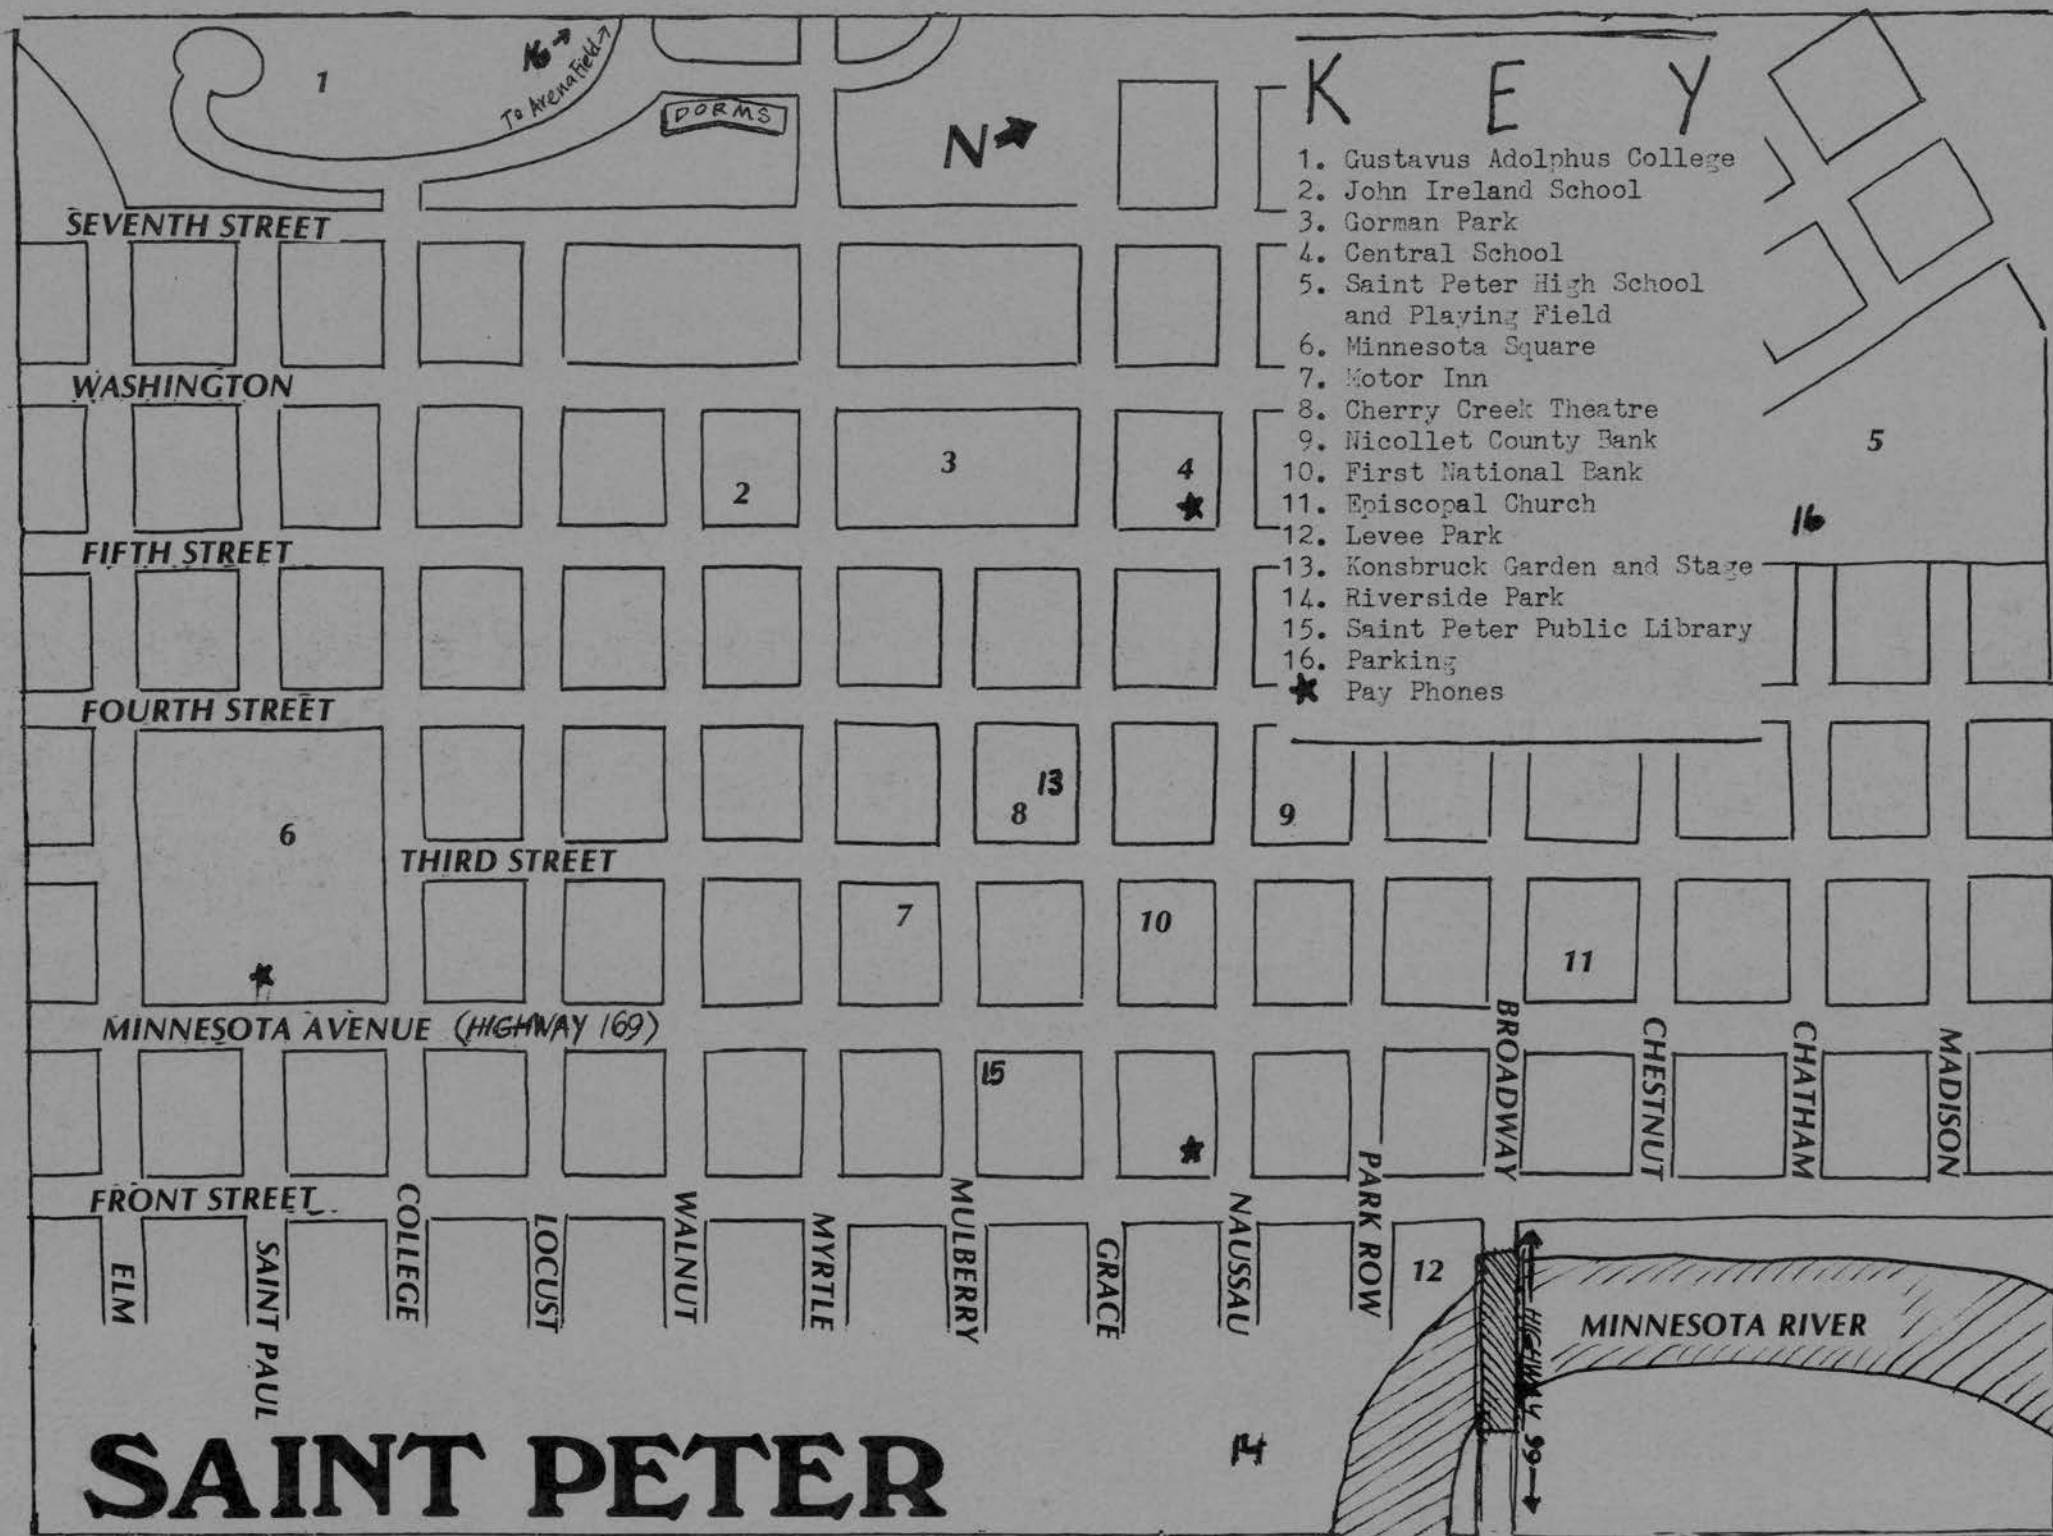 1
16 →
To Arena Field →
DORMS
N →
K E Y
1. Gustavus Adolphus College
2. John Ireland School
3. Gorman Park
4. Central School
5. Saint Peter High School
and Playing Field
6. Minnesota Square
7. Motor Inn
8. Cherry Creek Theatre
9. Nicollet County Bank
10. First National Bank
11. Episcopal Church
12. Levee Park
13. Konsbruck Garden and Stage
14. Riverside Park
15. Saint Peter Public Library
16. Parking
★ Pay Phones
SEVENTH STREET
WASHINGTON
2
3
4
★
5
16
FIFTH STREET
FOURTH STREET
6
★
13
8
9
THIRD STREET
7
10
11
MINNESOTA AVENUE (HIGHWAY 169)
15
★
BROADWAY
CHESTNUT
CHATHAM
MADISON
FRONT STREET
ELM
SAINT PAUL
COLLEGE
LOCUST
WALNUT
MYRTLE
MULBERRY
GRACE
NAUSSAU
PARK ROW
12
← HIGHWAY 99 →
MINNESOTA RIVER
14
SAINT PETER